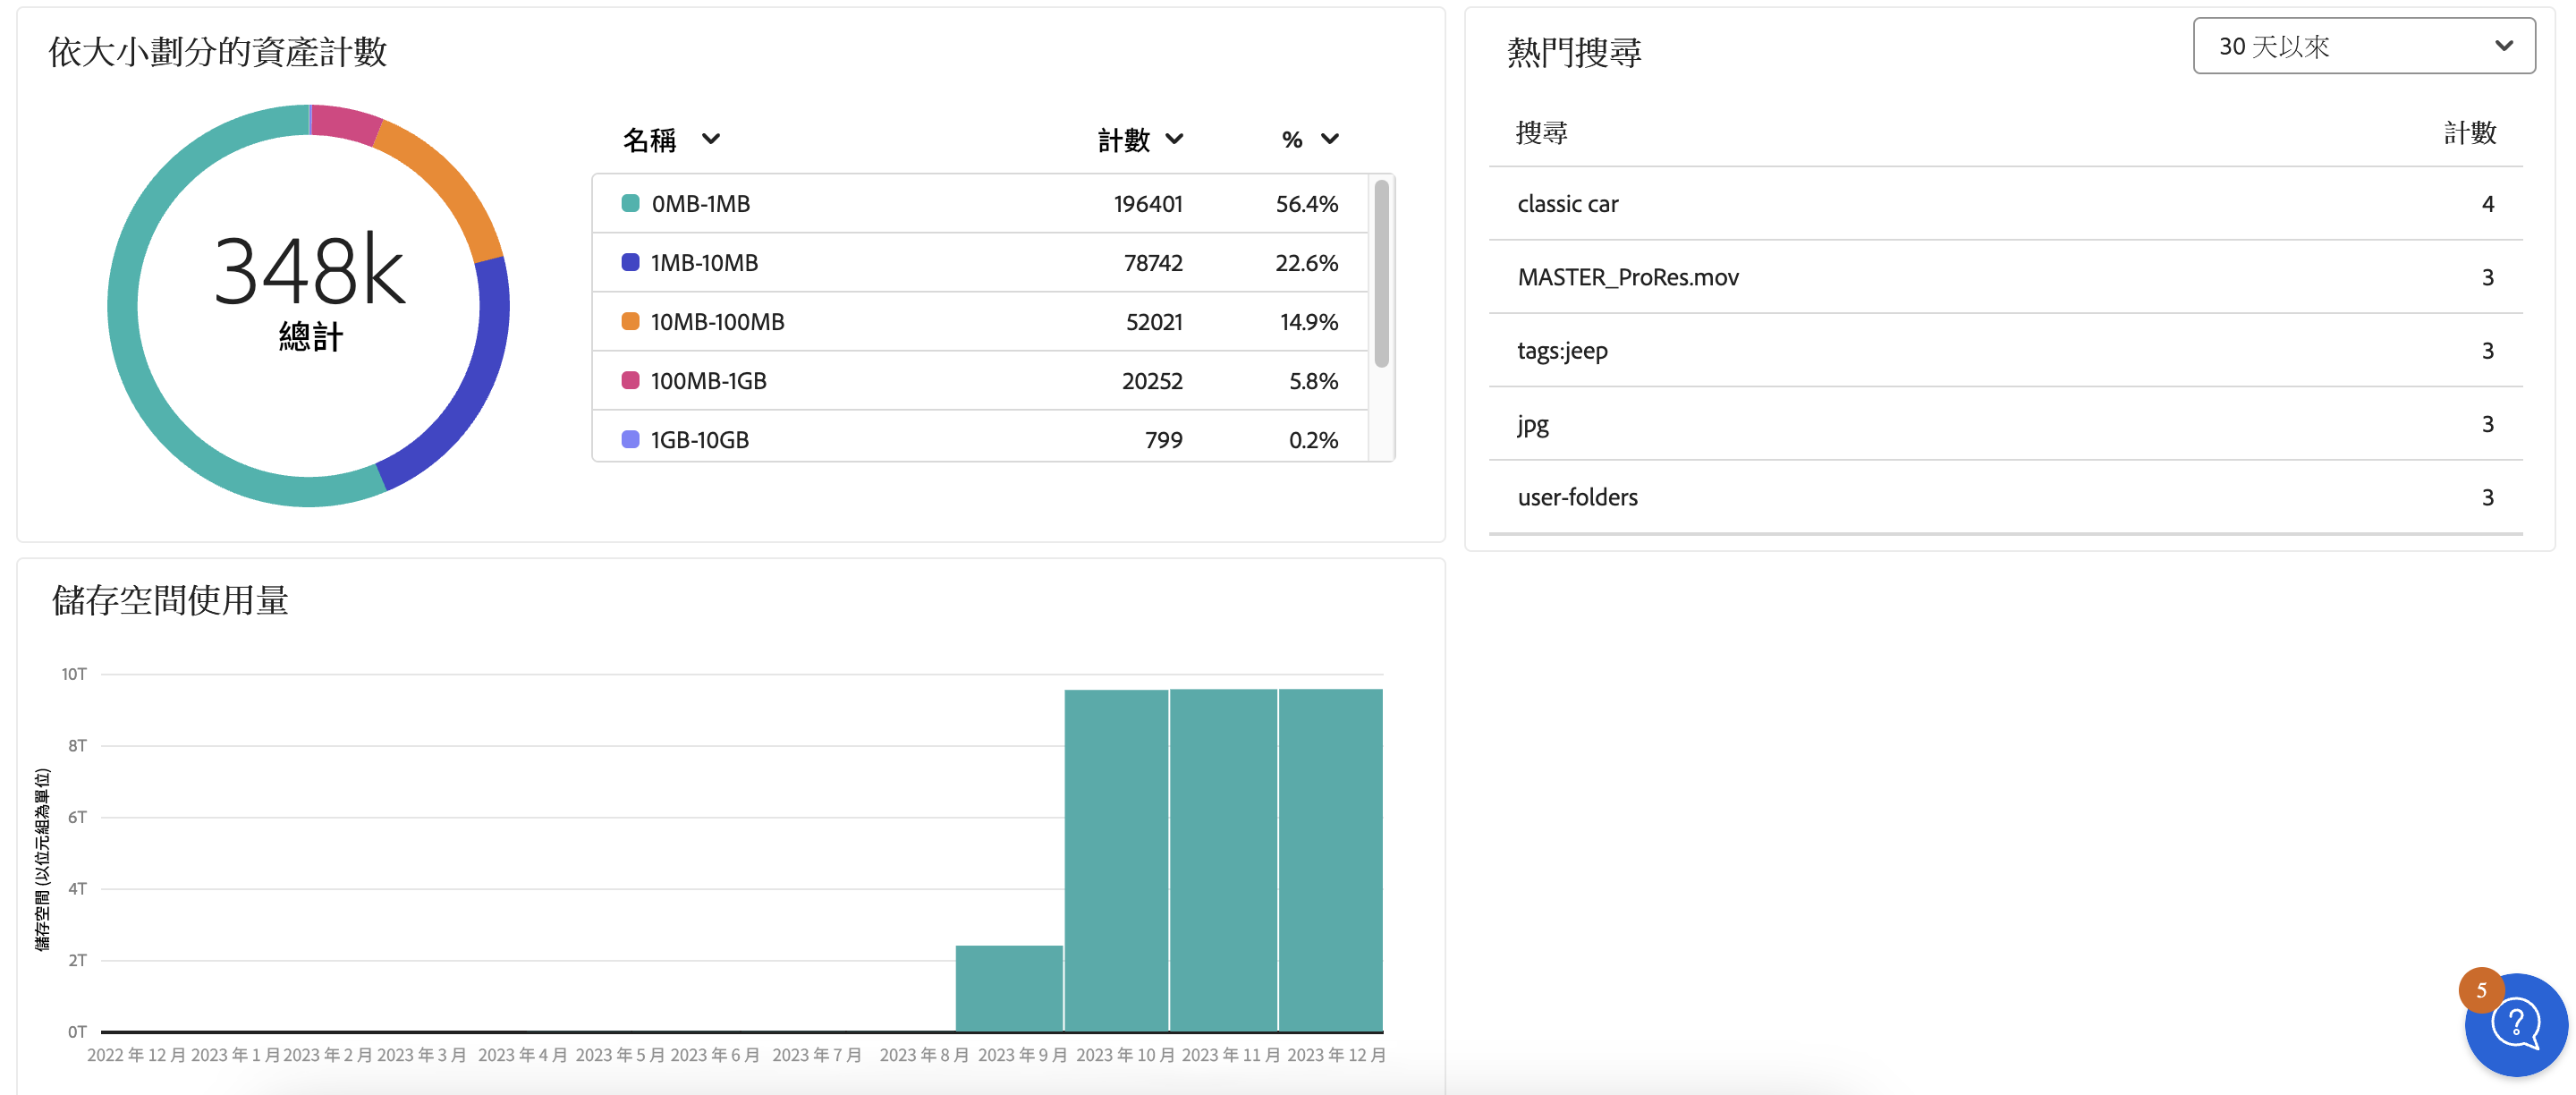 依大小劃分的資產計數
348k
總計
名稱 計數 %
0MB-1MB 196401 56.4%
1MB-10MB 78742 22.6%
10MB-100MB 52021 14.9%
100MB-1GB 20252 5.8%
1GB-10GB 799 0.2%
熱門搜尋
30 天以來
搜尋 計數
classic car 4
MASTER_ProRes.mov 3
tags:jeep 3
jpg 3
user-folders 3
儲存空間使用量
儲存空間 (以位元組為單位)
10T
8T
6T
4T
2T
0T
2022 年 12 月 2023 年 1 月 2023 年 2 月 2023 年 3 月 2023 年 4 月 2023 年 5 月 2023 年 6 月 2023 年 7 月 2023 年 8 月 2023 年 9 月 2023 年 10 月 2023 年 11 月 2023 年 12 月
5
?